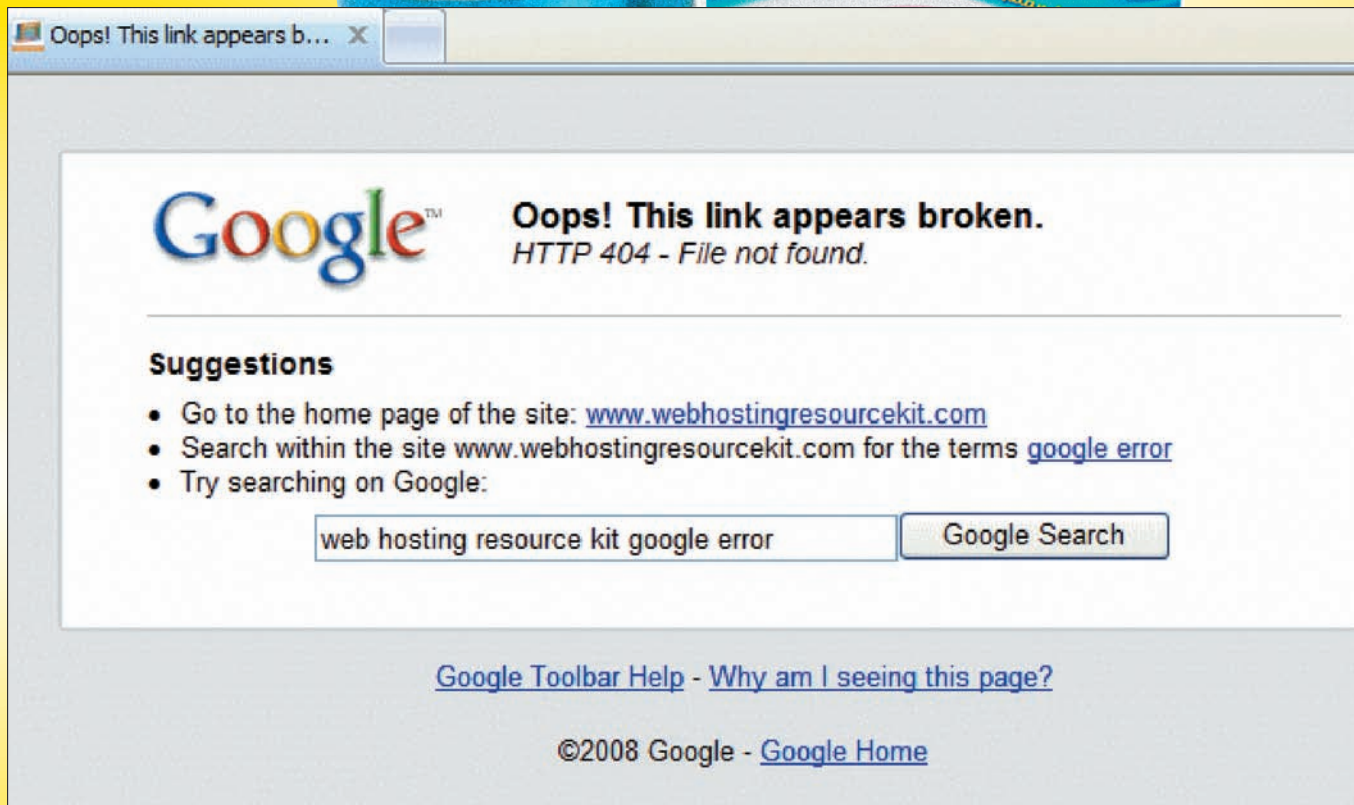 Oops! This link appears b... X
Google™
Oops! This link appears broken.
HTTP 404 - File not found.
Suggestions
• Go to the home page of the site: www.webhostingresourcekit.com
• Search within the site www.webhostingresourcekit.com for the terms google error
• Try searching on Google:
web hosting resource kit google error
Google Search
Google Toolbar Help - Why am I seeing this page?
©2008 Google - Google Home